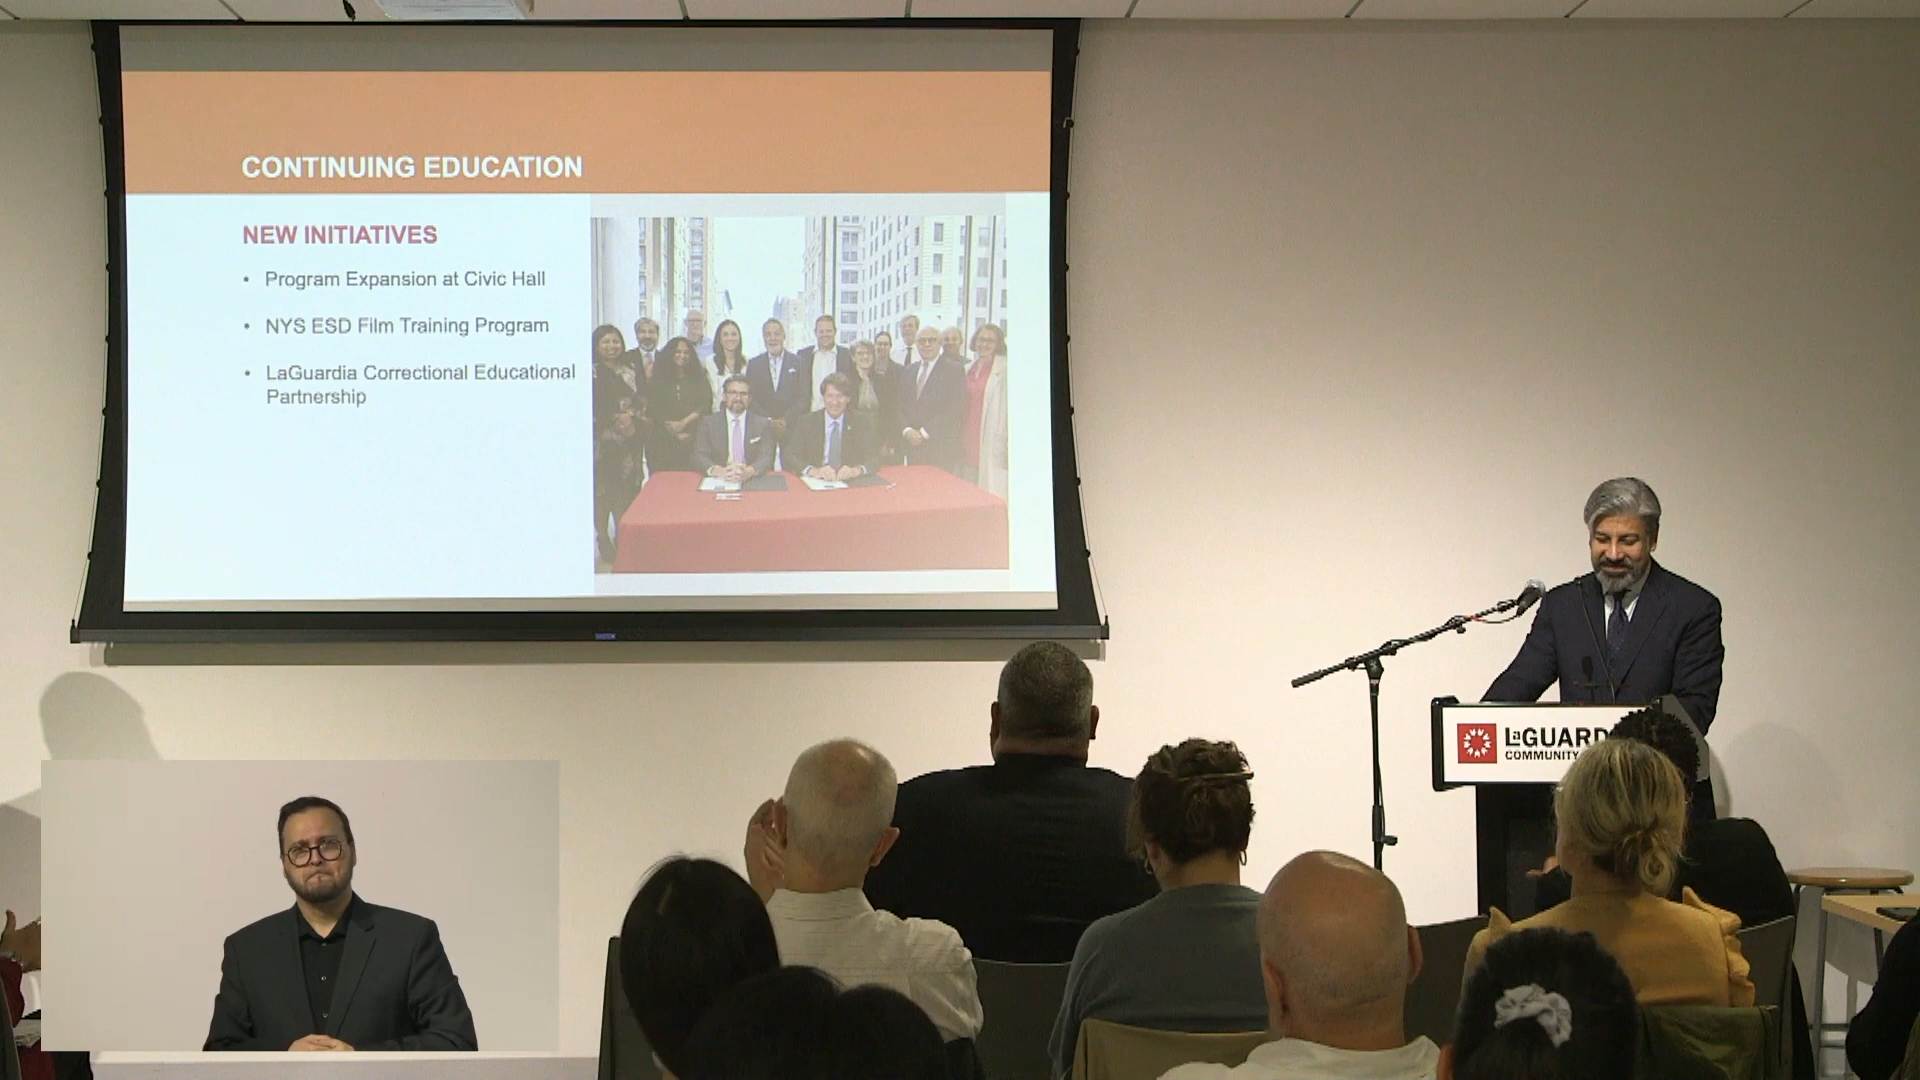 CONTINUING EDUCATION
NEW INITIATIVES
• Program Expansion at Civic Hall
• NYS ESD Film Training Program
• LaGuardia Correctional Educational
Partnership
LaGUARD
COMMUNITY